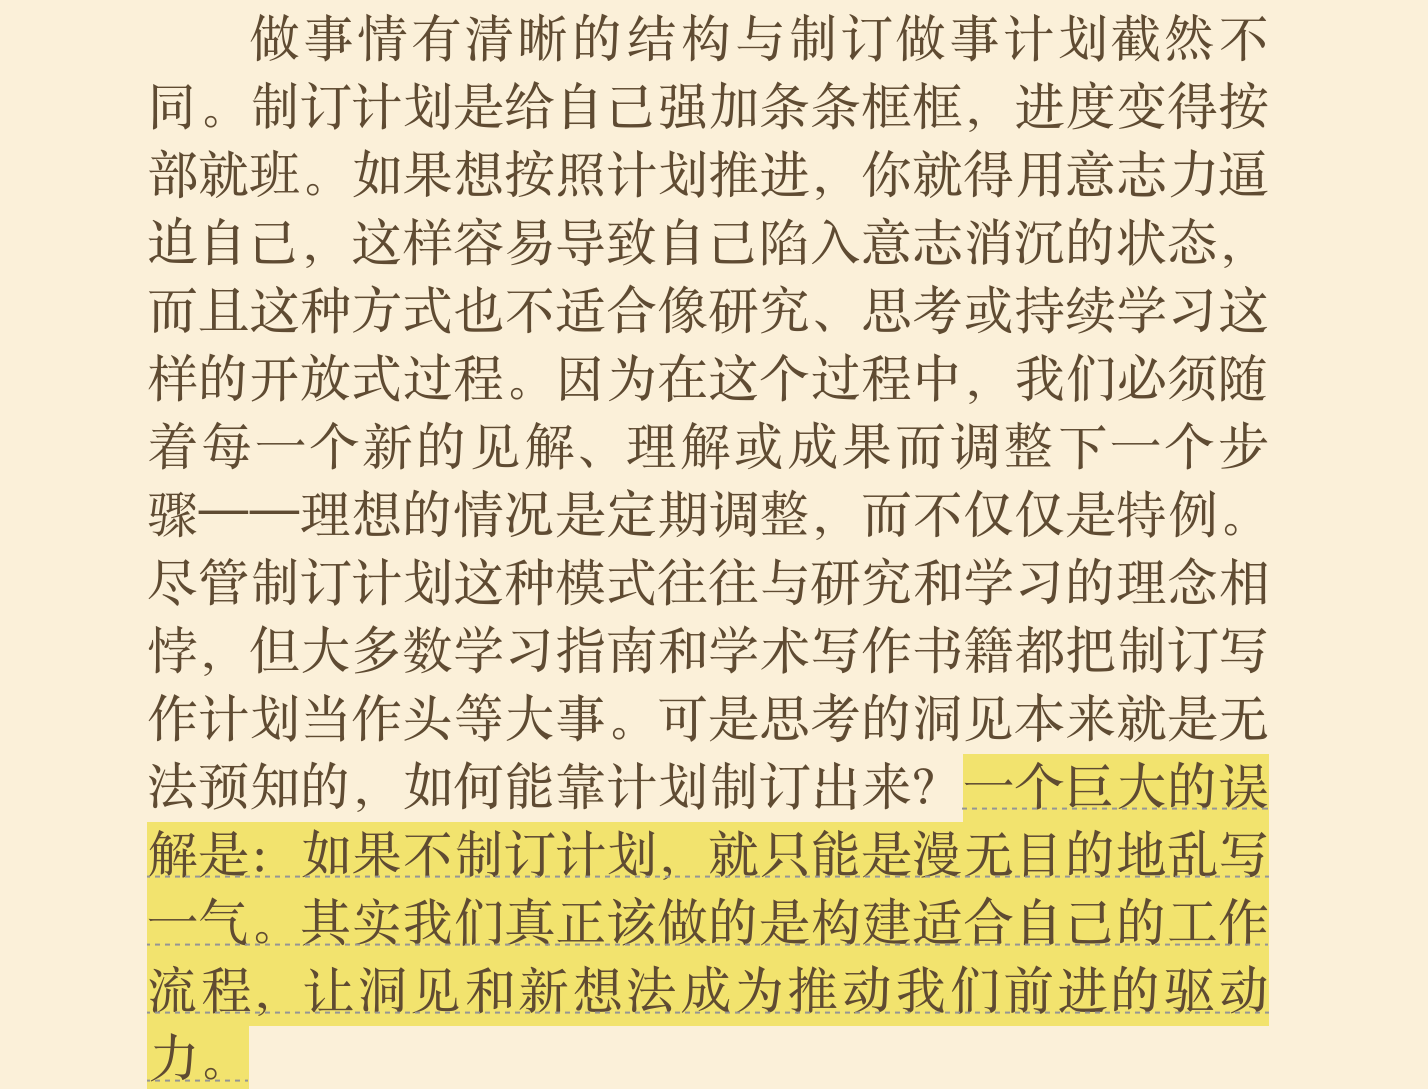 做事情有清晰的结构与制订做事计划截然不
同。制订计划是给自己强加条条框框，进度变得按
部就班。如果想按照计划推进，你就得用意志力逼
迫自己，这样容易导致自己陷入意志消沉的状态，
而且这种方式也不适合像研究、思考或持续学习这
样的开放式过程。因为在这个过程中，我们必须随
着每一个新的见解、理解或成果而调整下一个步
骤——理想的情况是定期调整，而不仅仅是特例。
尽管制订计划这种模式往往与研究和学习的理念相
悖，但大多数学习指南和学术写作书籍都把制订写
作计划当作头等大事。可是思考的洞见本来就是无
法预知的，如何能靠计划制订出来？一个巨大的误
解是：如果不制订计划，就只能是漫无目的地乱写
一气。其实我们真正该做的是构建适合自己的工作
流程，让洞见和新想法成为推动我们前进的驱动
力。